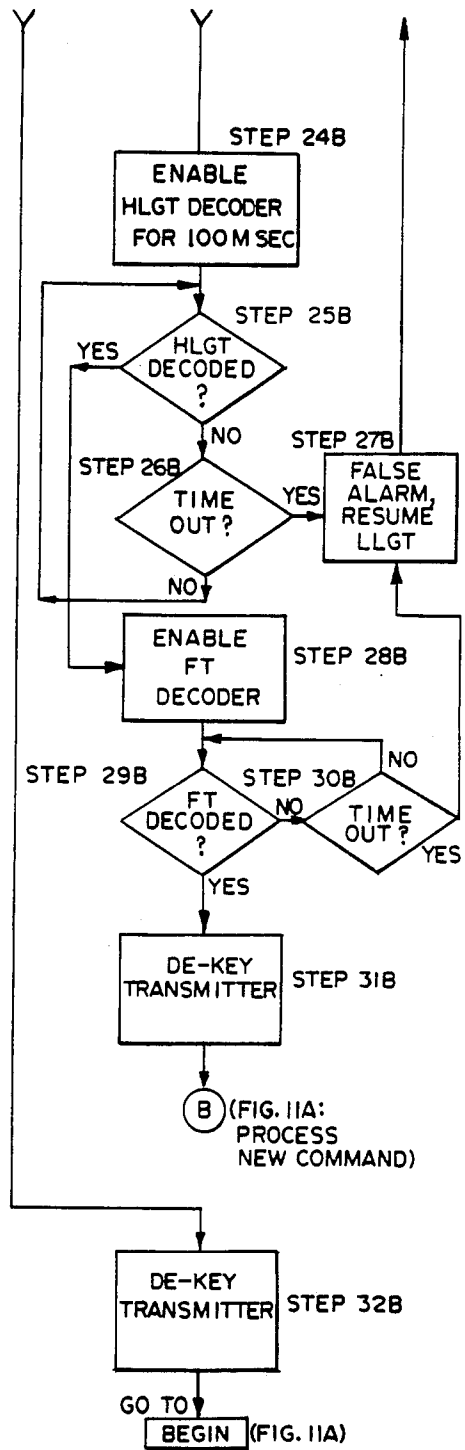 STEP 24B
ENABLE
HLGT DECODER
FOR 100 M SEC
STEP 25B
YES
HLGT
DECODED
?
NO
STEP 26B
TIME
OUT?
YES
NO
STEP 27B
FALSE
ALARM,
RESUME
LLGT
ENABLE
FT
DECODER
STEP 28B
STEP 29B
FT
DECODED
?
NO
YES
STEP 30B
NO
TIME
OUT?
YES
DE-KEY
TRANSMITTER
STEP 31B
B
(FIG. 11A:
PROCESS
NEW COMMAND)
DE-KEY
TRANSMITTER
STEP 32B
GO TO
BEGIN
(FIG. 11A)